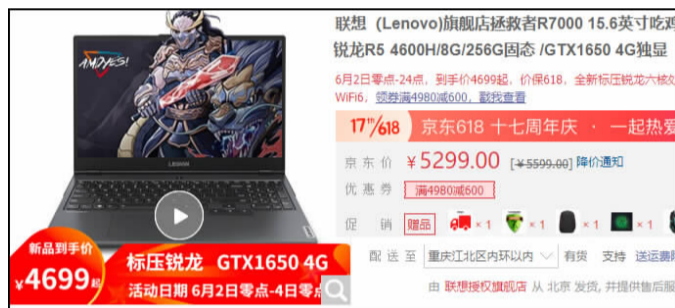 联想（Lenovo)旗舰店拯救者R7000 15.6英寸吃鸡
锐龙R5 4600H/8G/256G固态 /GTX1650 4G独显
6月2日零点-24点，到手价4699起，价保618，全新标压锐龙六核处
WiFi6，领券满4980减600，戳我查看
17TH/618 京东618 十七周年庆 · 一起热爱
京东价 ¥5299.00 [¥5599.00] 降价通知
优惠券 满4980减600
促销 赠品 ×1 ×1 ×1 ×1
配送至 重庆江北区内环以内 有货 支持 送运费险
由 联想授权旗舰店 从 北京 发货, 并提供售后服
AMDYES!
LEGION
新品到手价
¥4699起
标压锐龙 GTX1650 4G
活动日期 6月2日零点-4日零点